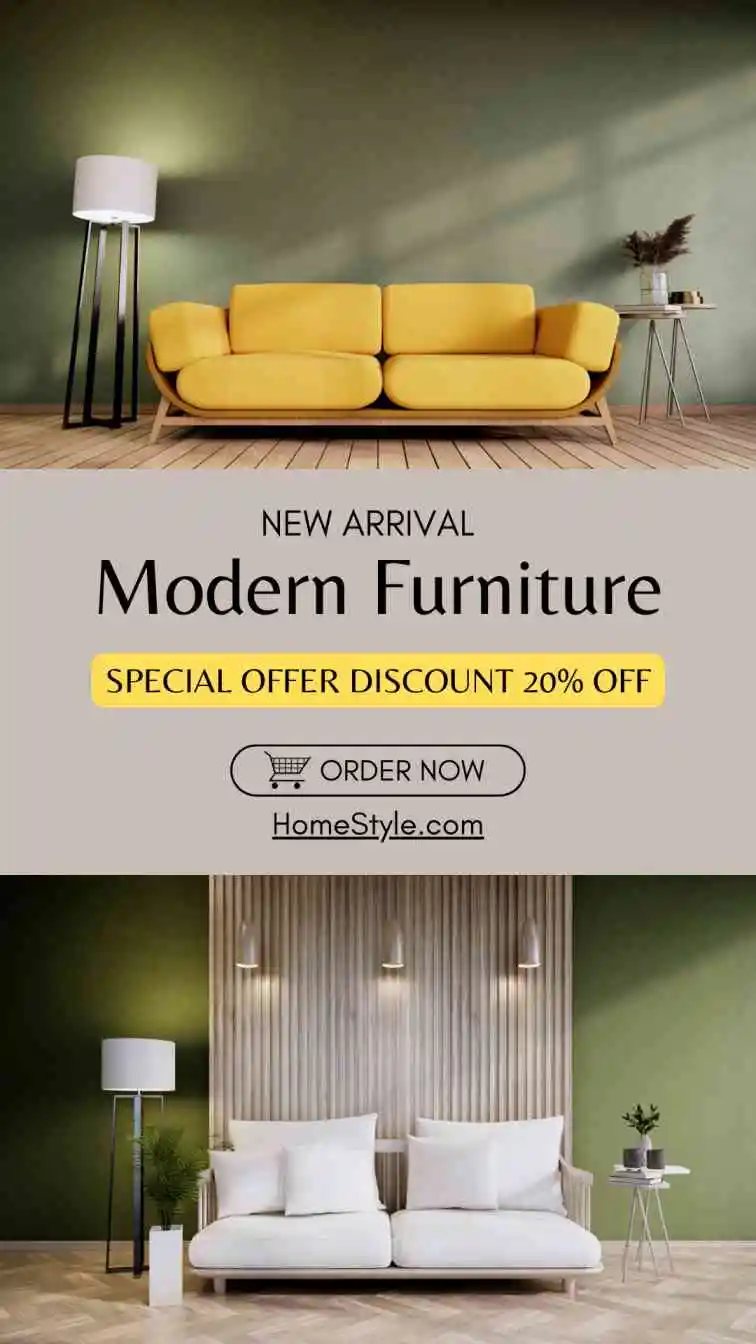 NEW ARRIVAL
Modern Furniture
SPECIAL OFFER DISCOUNT 20% OFF
ORDER NOW
HomeStyle.com